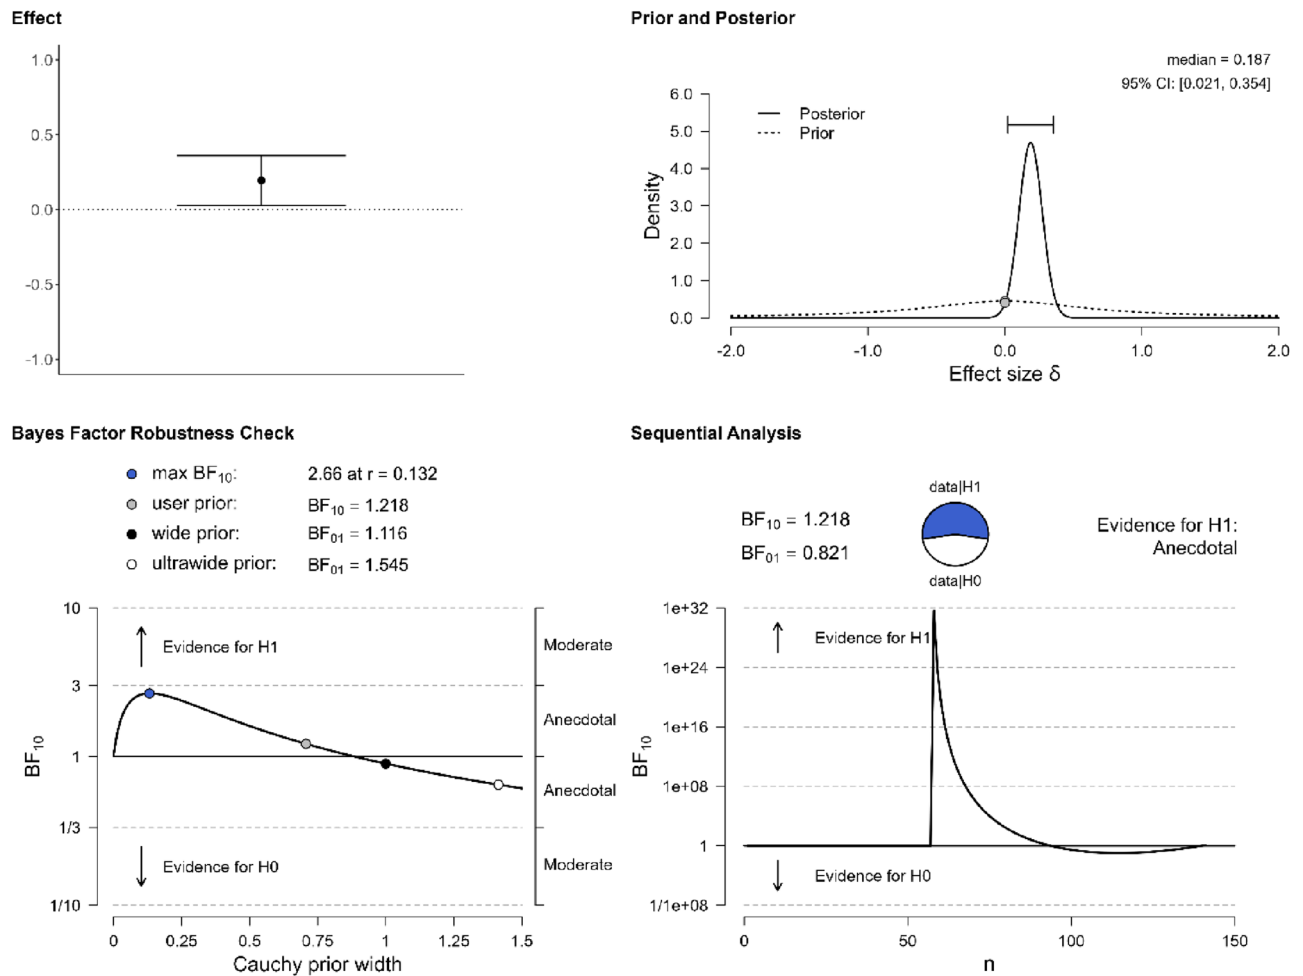 Effect
1.0
0.5
0.0
-0.5
-1.0
Prior and Posterior
median = 0.187
95% CI: [0.021, 0.354]
Posterior
Prior
6.0
5.0
4.0
3.0
2.0
1.0
0.0
Density
-2.0 -1.0 0.0 1.0 2.0
Effect size δ
Bayes Factor Robustness Check
max BF10: 2.66 at r = 0.132
user prior: BF10 = 1.218
wide prior: BF01 = 1.116
ultrawide prior: BF01 = 1.545
10
3
1
1/3
1/10
BF10
Evidence for H1
Evidence for H0
Moderate
Anecdotal
Anecdotal
Moderate
0 0.25 0.5 0.75 1 1.25 1.5
Cauchy prior width
Sequential Analysis
data|H1
BF10 = 1.218
BF01 = 0.821
data|H0
Evidence for H1:
Anecdotal
1e+32
1e+24
1e+16
1e+08
1
1/1e+08
BF10
Evidence for H1
Evidence for H0
0 50 100 150
n